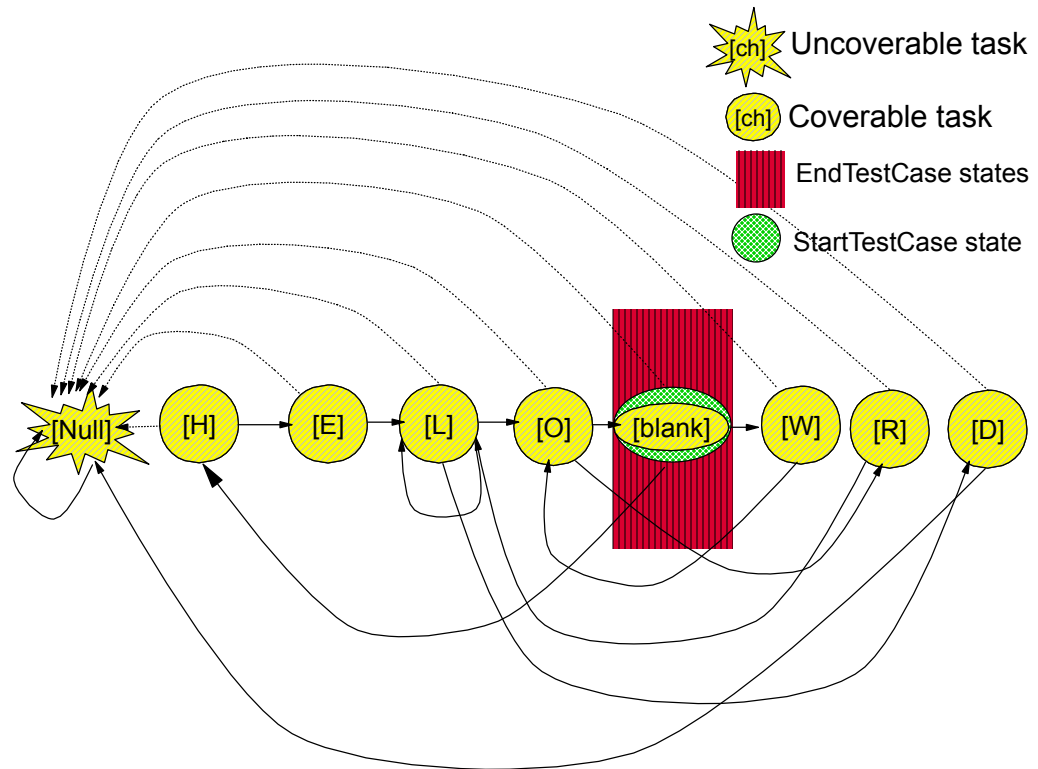 [ch] Uncoverable task
[ch] Coverable task
EndTestCase states
StartTestCase state
[Null] [H] [E] [L] [O] [blank] [W] [R] [D]